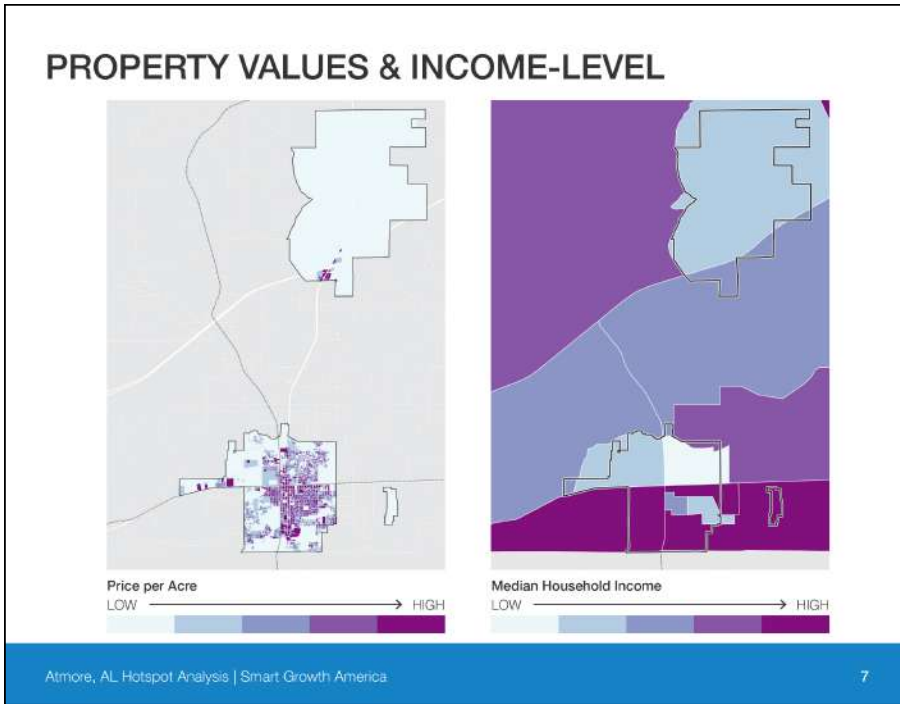 PROPERTY VALUES & INCOME-LEVEL
Price per Acre
LOW HIGH
Median Household Income
LOW HIGH
Atmore, AL Hotspot Analysis | Smart Growth America
7